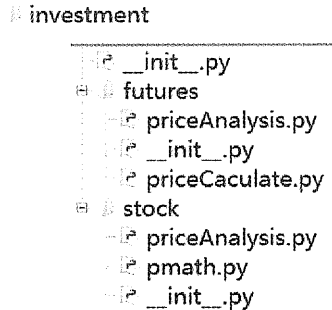 investment
__init__.py
futures
priceAnalysis.py
__init__.py
priceCaculate.py
stock
priceAnalysis.py
pmath.py
__init__.py